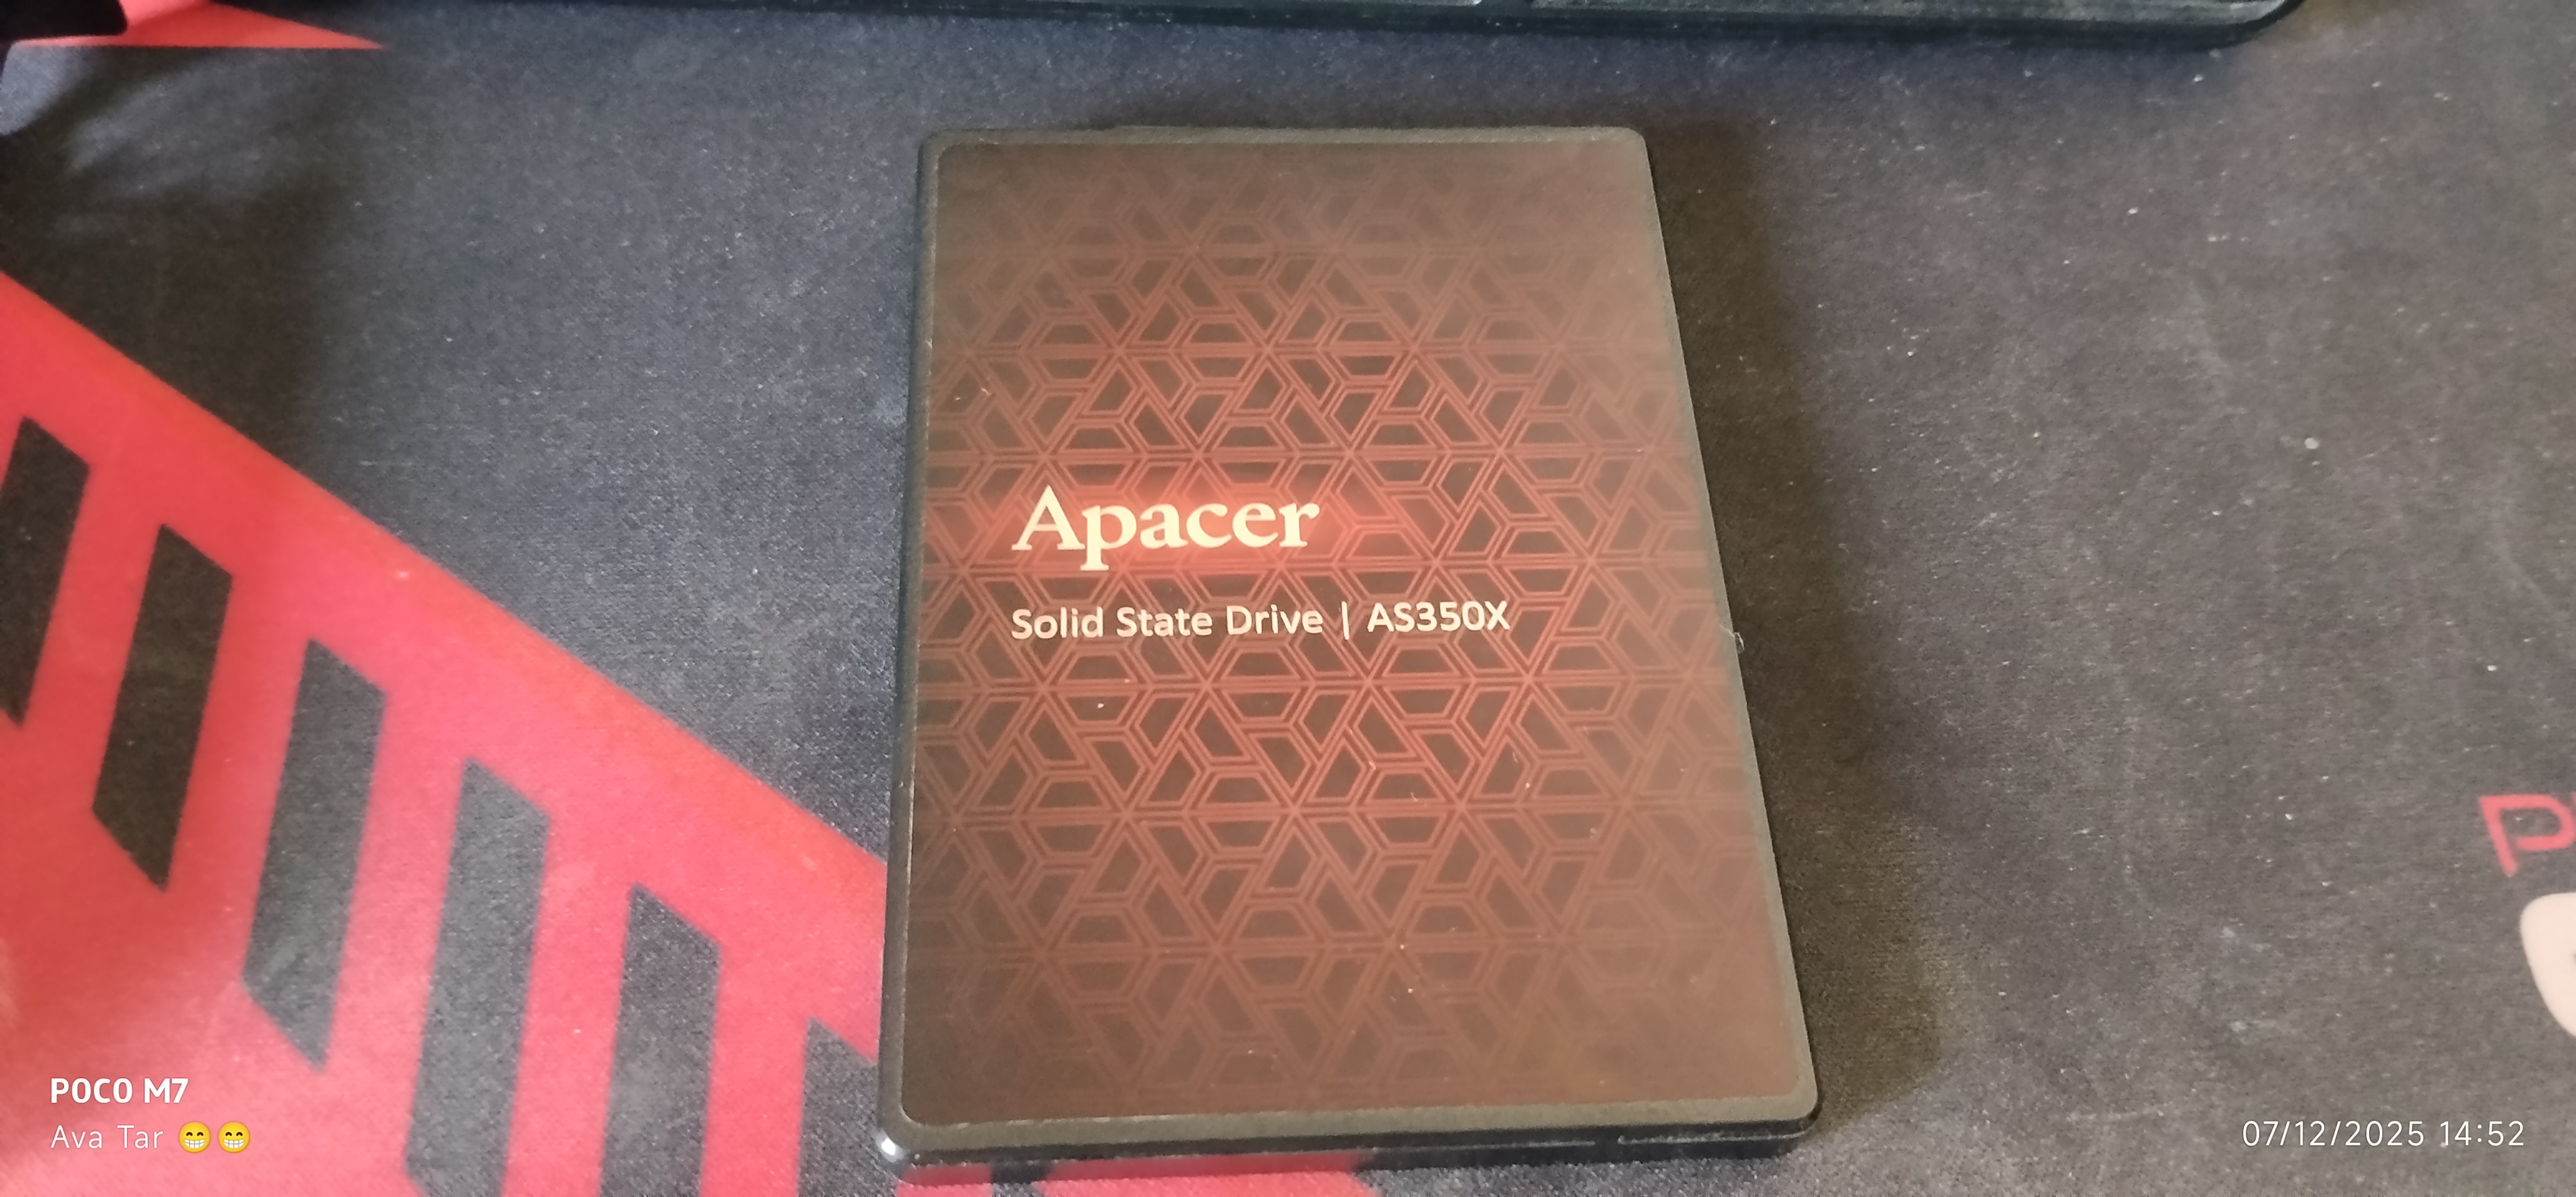 Apacer
Solid State Drive | AS350X
POCO M7
Ava Tar 😁😁
07/12/2025 14:52